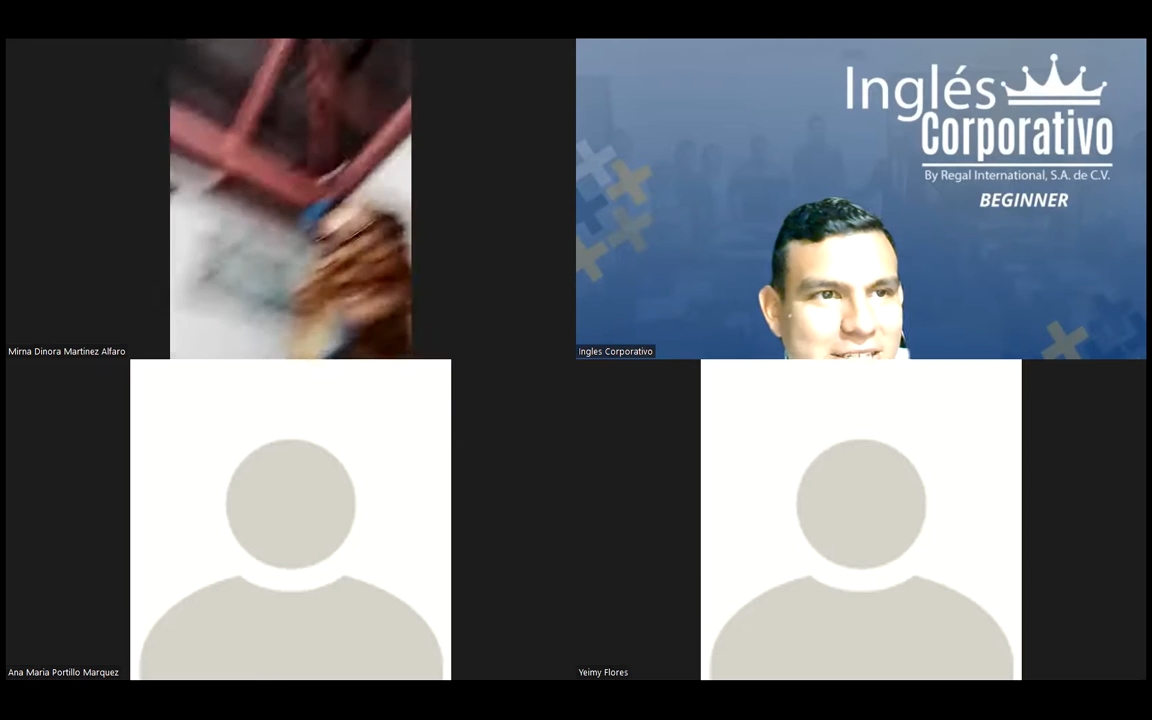 Inglés
Corporativo
By Regal International, S.A. de C.V.
BEGINNER
Mirna Dinora Martinez Alfaro
Ingles Corporativo
Ana Maria Portillo Marquez
Yeimy Flores